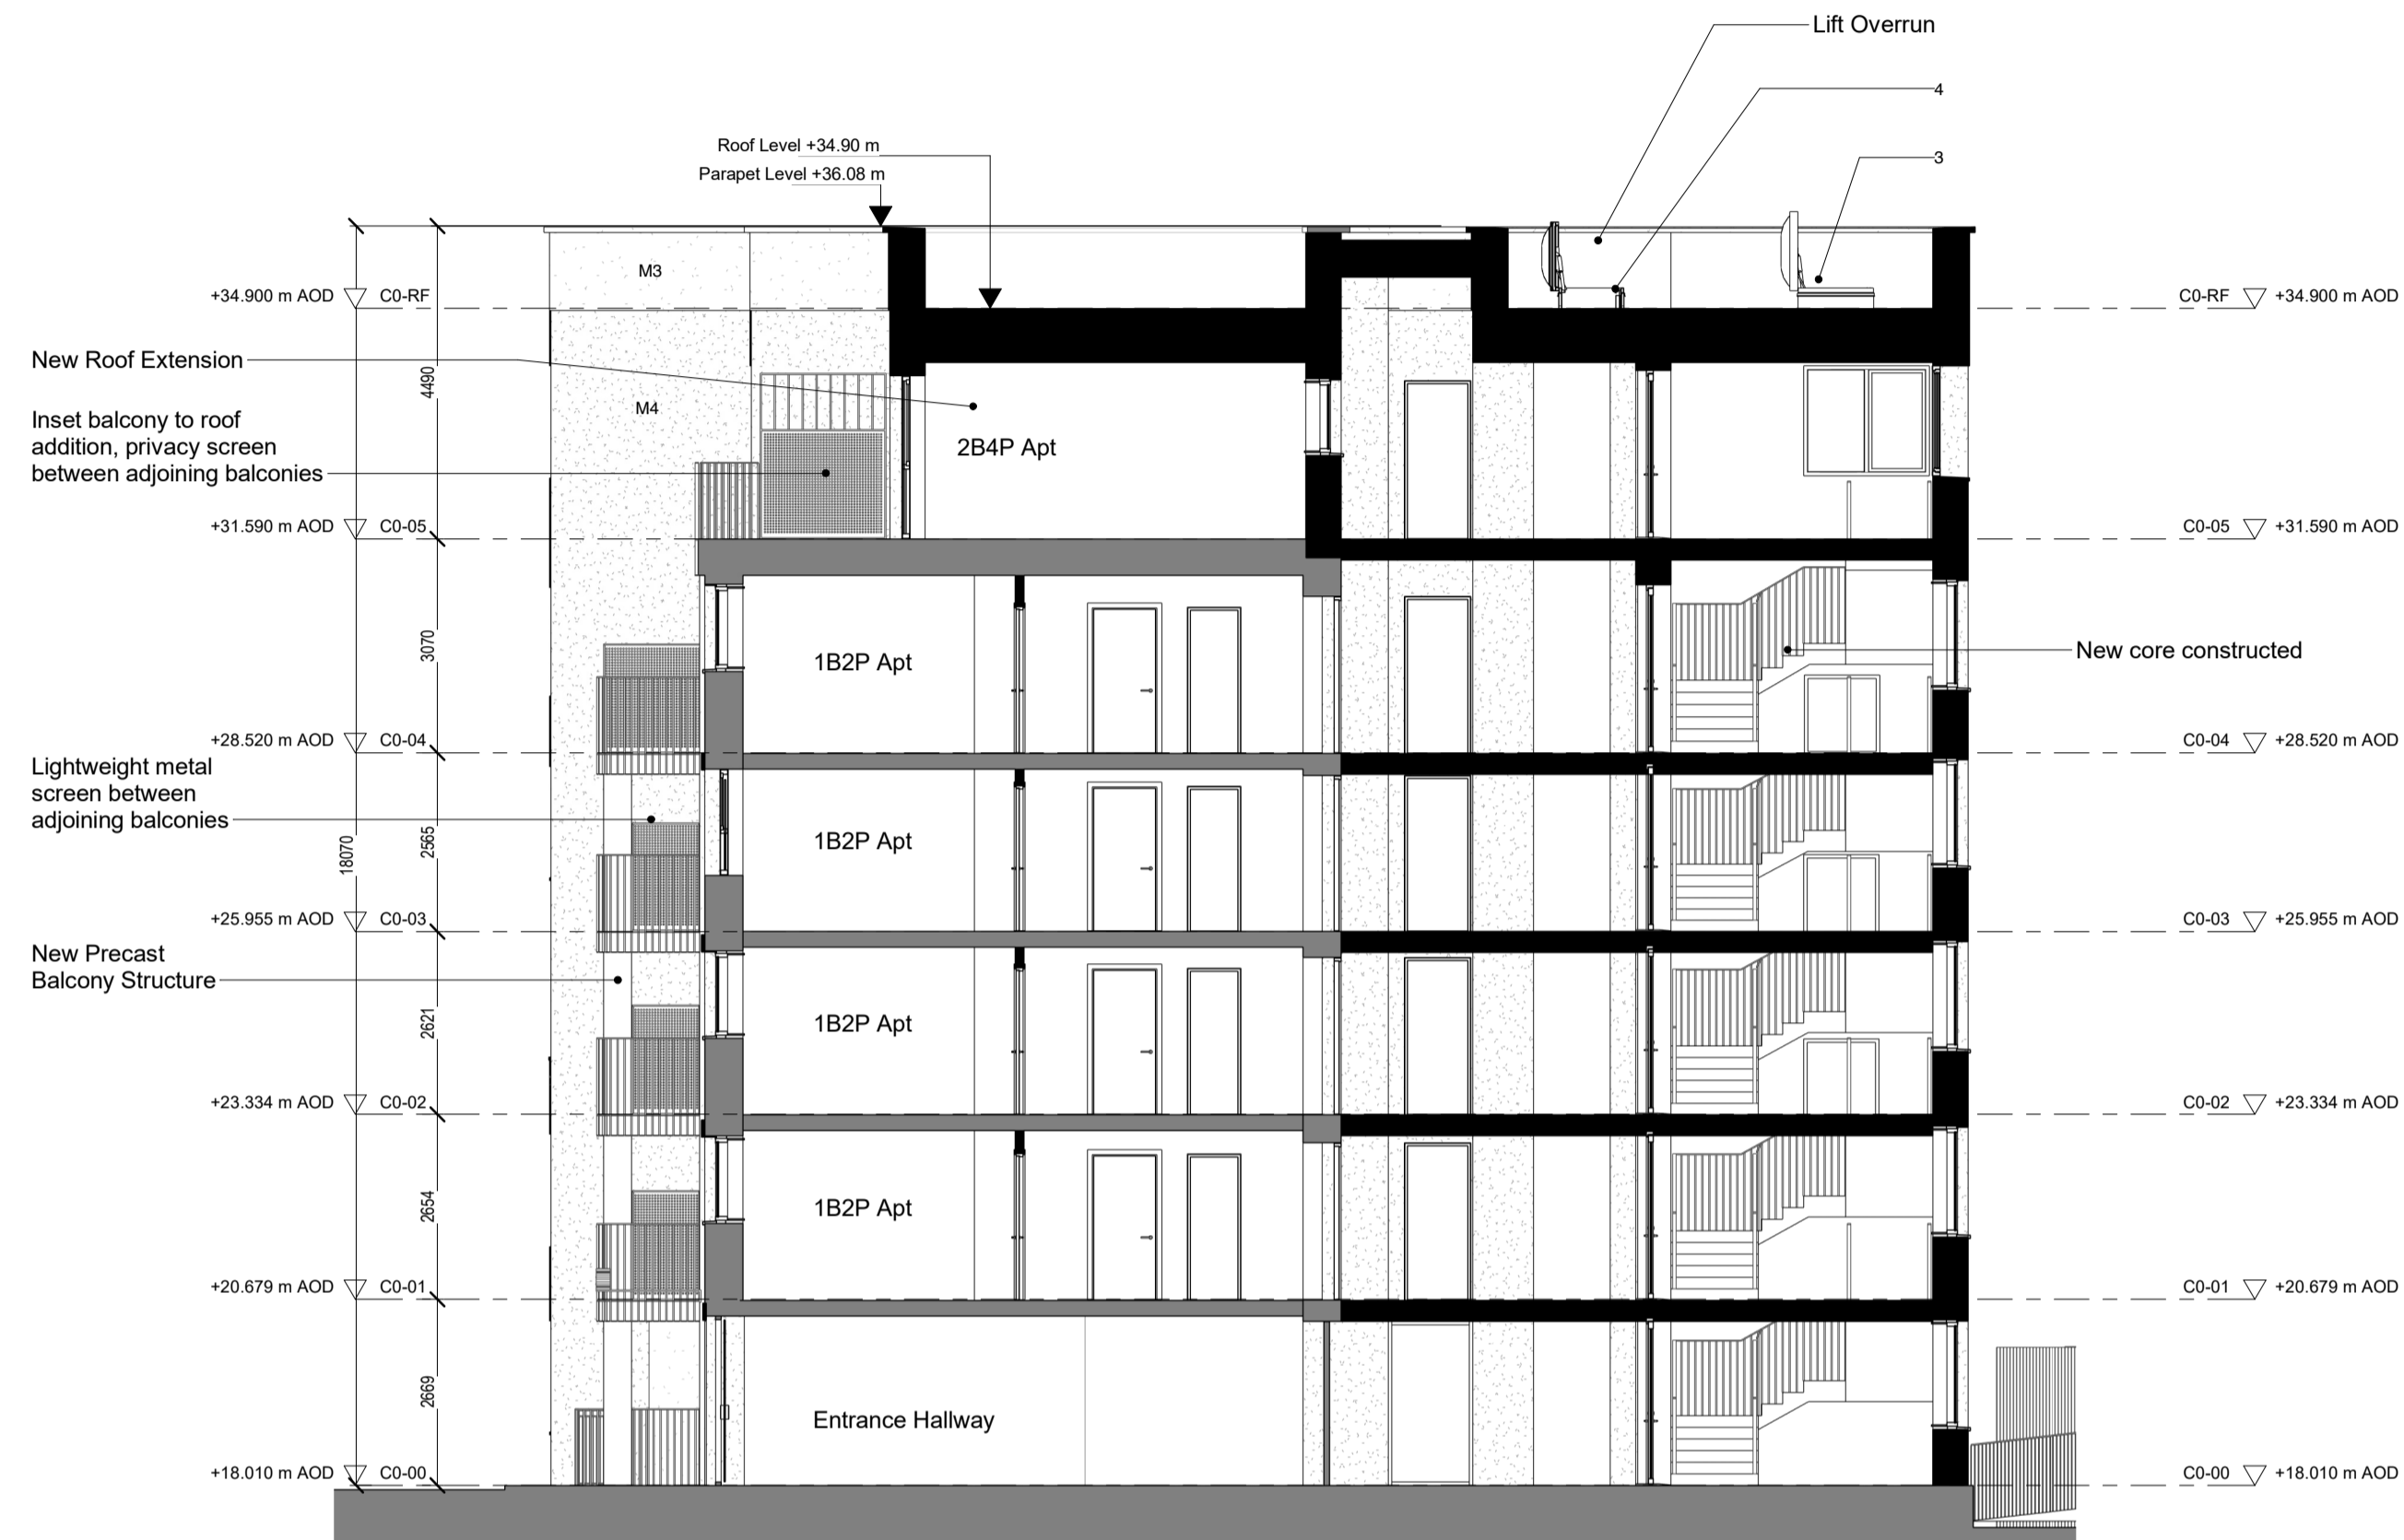 Lift Overrun
4
3
Roof Level +34.90 m
Parapet Level +36.08 m
M3
+34.900 m AOD C0-RF
C0-RF +34.900 m AOD
New Roof Extension
4490
M4
Inset balcony to roof
addition, privacy screen
between adjoining balconies
2B4P Apt
+31.590 m AOD C0-05
C0-05 +31.590 m AOD
3070
1B2P Apt
New core constructed
+28.520 m AOD C0-04
C0-04 +28.520 m AOD
Lightweight metal
screen between
adjoining balconies
18070
2565
1B2P Apt
+25.955 m AOD C0-03
C0-03 +25.955 m AOD
New Precast
Balcony Structure
2621
1B2P Apt
+23.334 m AOD C0-02
C0-02 +23.334 m AOD
2654
1B2P Apt
+20.679 m AOD C0-01
C0-01 +20.679 m AOD
2669
Entrance Hallway
+18.010 m AOD C0-00
C0-00 +18.010 m AOD